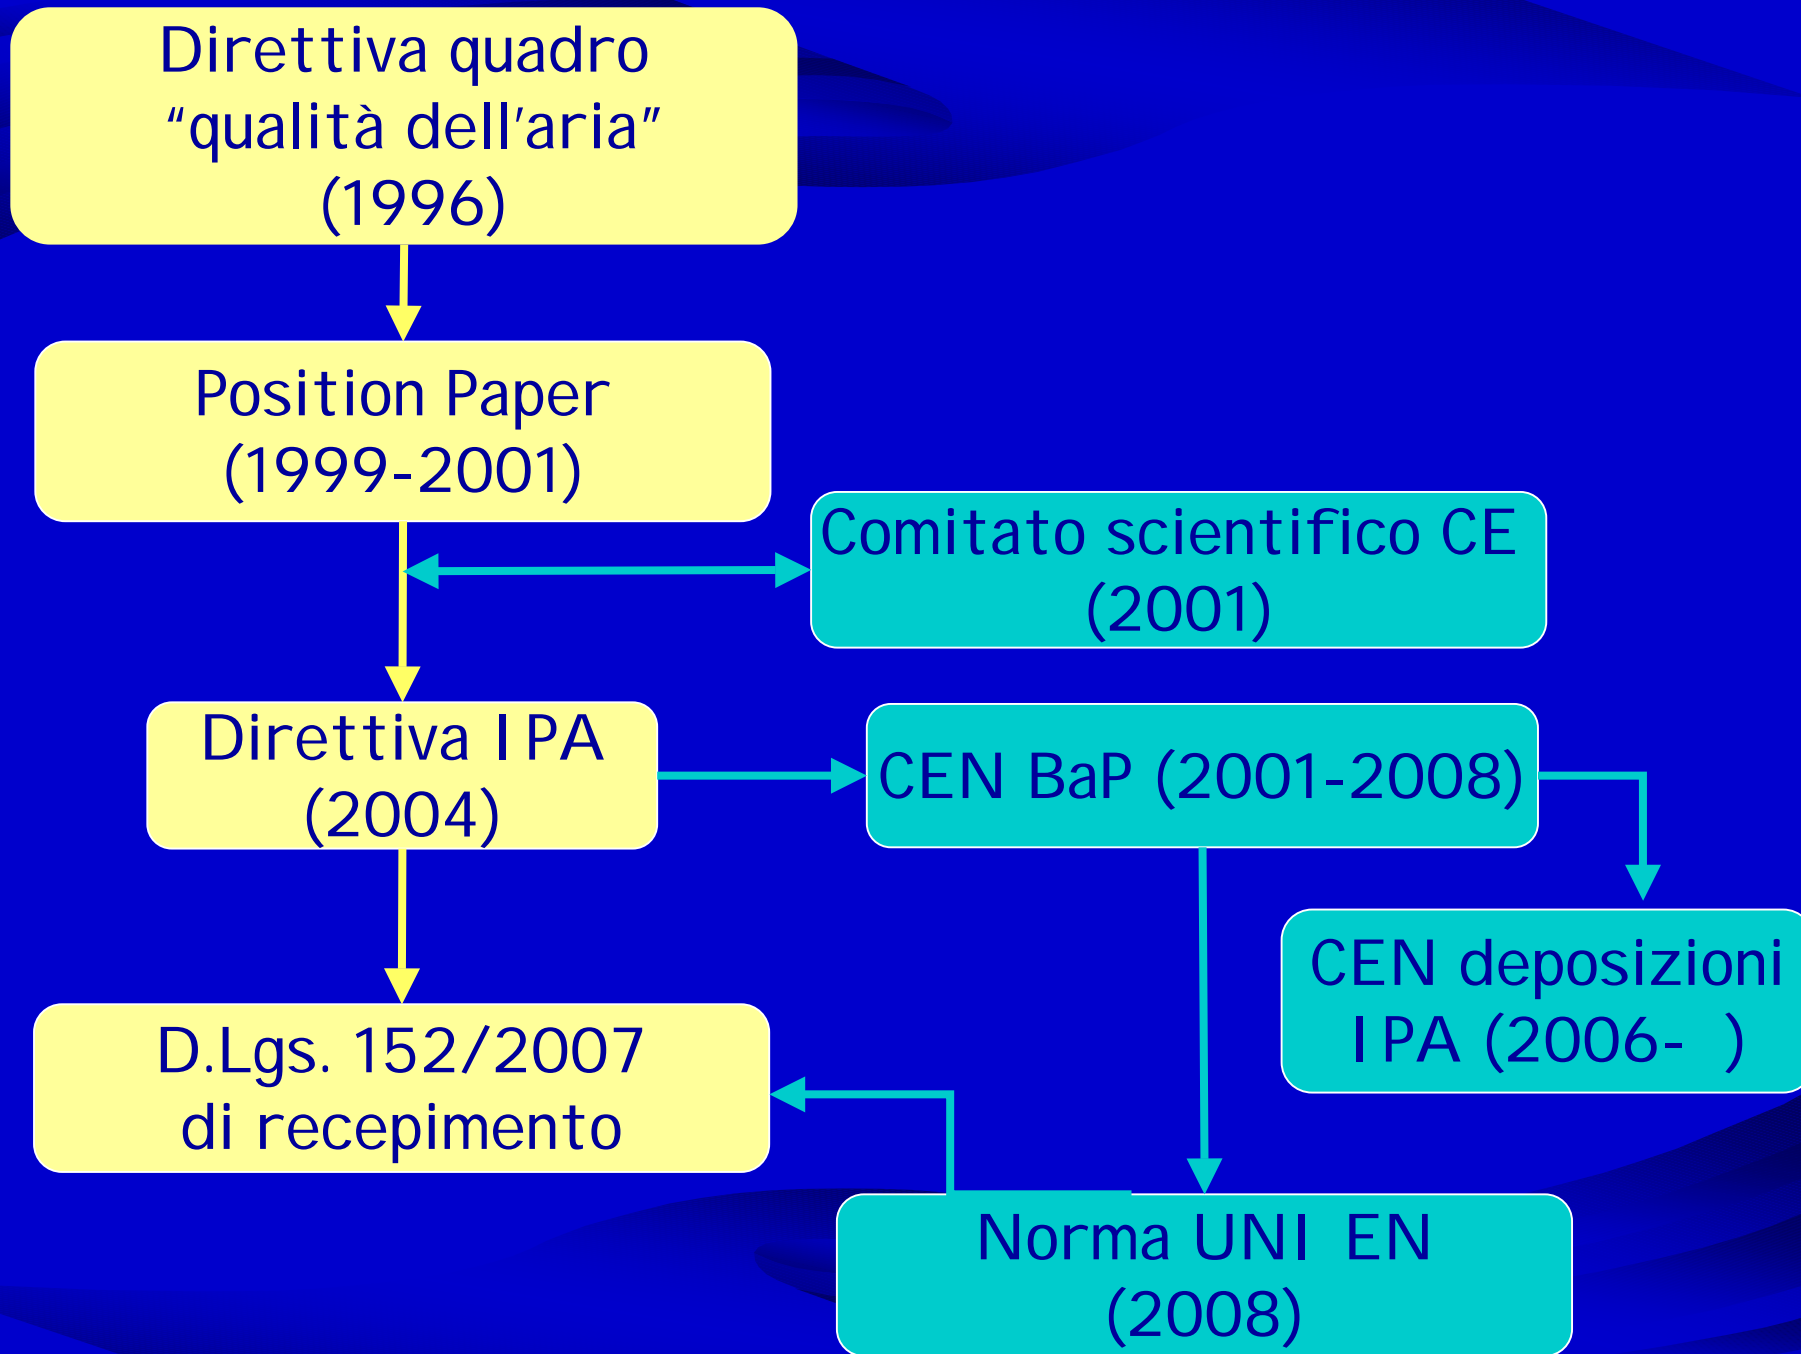 Direttiva quadro
“qualità dell’aria”
(1996)
Position Paper
(1999-2001)
Comitato scientifico CE
(2001)
Direttiva IPA
(2004)
CEN BaP (2001-2008)
CEN deposizioni
IPA (2006- )
D.Lgs. 152/2007
di recepimento
Norma UNI EN
(2008)